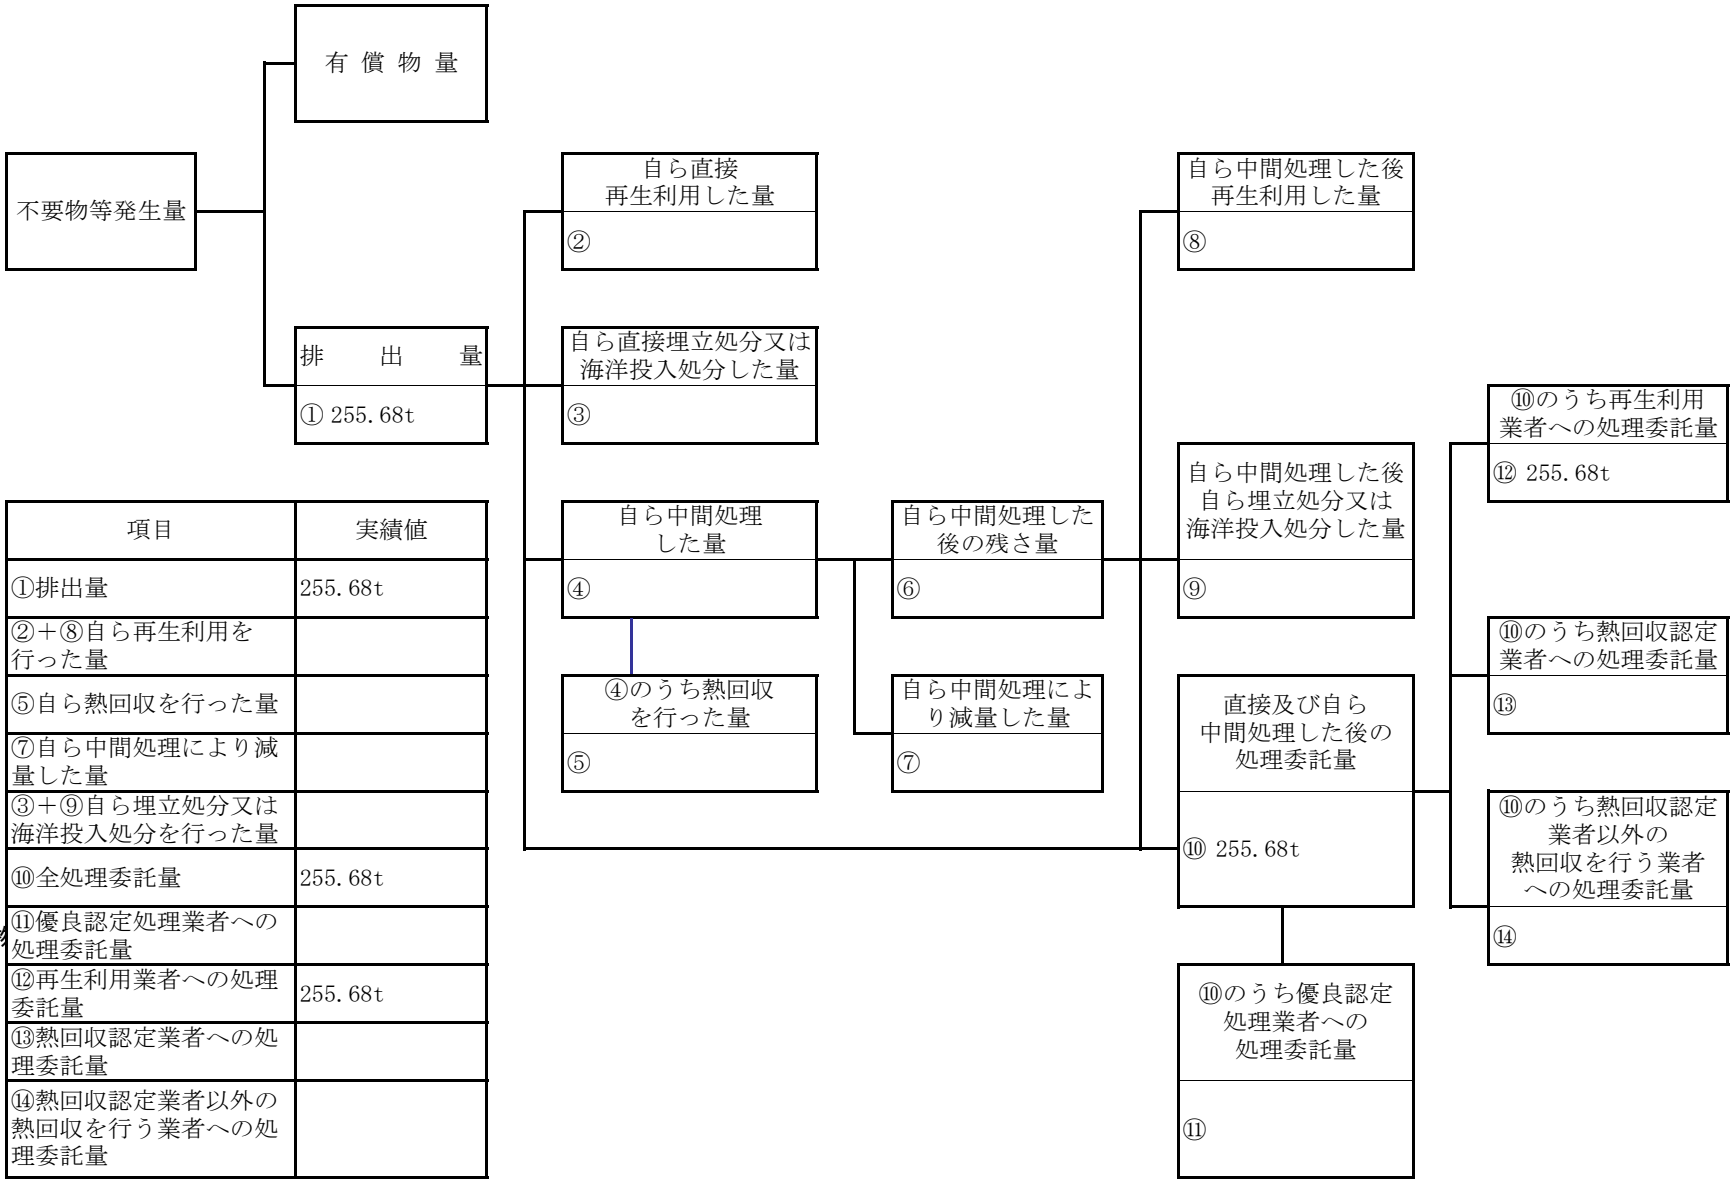 有償物量
不要物等発生量
排出量
① 255.68t
自ら直接
再生利用した量
②
自ら直接埋立処分又は
海洋投入処分した量
③
自ら中間処理
した量
④
④のうち熱回収
を行った量
⑤
自ら中間処理した
後の残さ量
⑥
自ら中間処理によ
り減量した量
⑦
自ら中間処理した後
再生利用した量
⑧
自ら中間処理した後
自ら埋立処分又は
海洋投入処分した量
⑨
直接及び自ら
中間処理した後の
処理委託量
⑩ 255.68t
⑩のうち優良認定
処理業者への
処理委託量
⑪
⑩のうち再生利用
業者への処理委託量
⑫ 255.68t
⑩のうち熱回収認定
業者への処理委託量
⑬
⑩のうち熱回収認定
業者以外の
熱回収を行う業者
への処理委託量
⑭
項目 実績値
①排出量 255.68t
②+⑧自ら再生利用を
行った量
⑤自ら熱回収を行った量
⑦自ら中間処理により減
量した量
③+⑨自ら埋立処分又は
海洋投入処分を行った量
⑩全処理委託量 255.68t
⑪優良認定処理業者への
処理委託量
⑫再生利用業者への処理
委託量 255.68t
⑬熱回収認定業者への処
理委託量
⑭熱回収認定業者以外の
熱回収を行う業者への処
理委託量